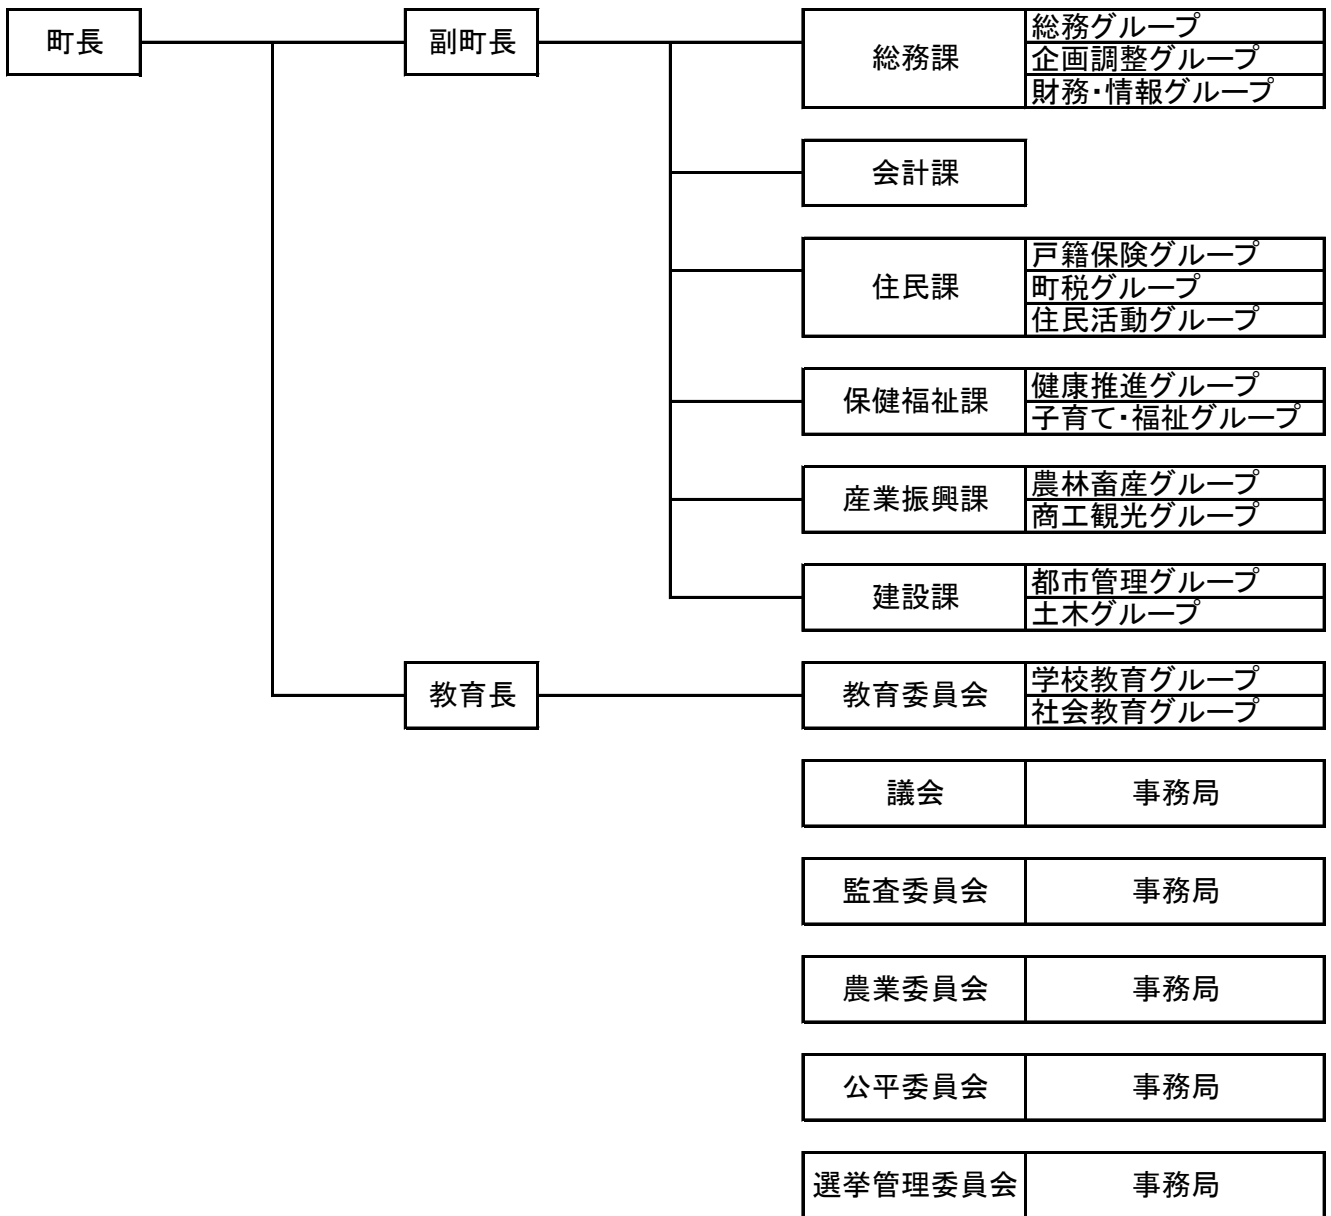 町長
副町長
総務課
総務グループ
企画調整グループ
財務・情報グループ
会計課
住民課
戸籍保険グループ
町税グループ
住民活動グループ
保健福祉課
健康推進グループ
子育て・福祉グループ
産業振興課
農林畜産グループ
商工観光グループ
建設課
都市管理グループ
土木グループ
教育長
教育委員会
学校教育グループ
社会教育グループ
議会
事務局
監査委員会
事務局
農業委員会
事務局
公平委員会
事務局
選挙管理委員会
事務局